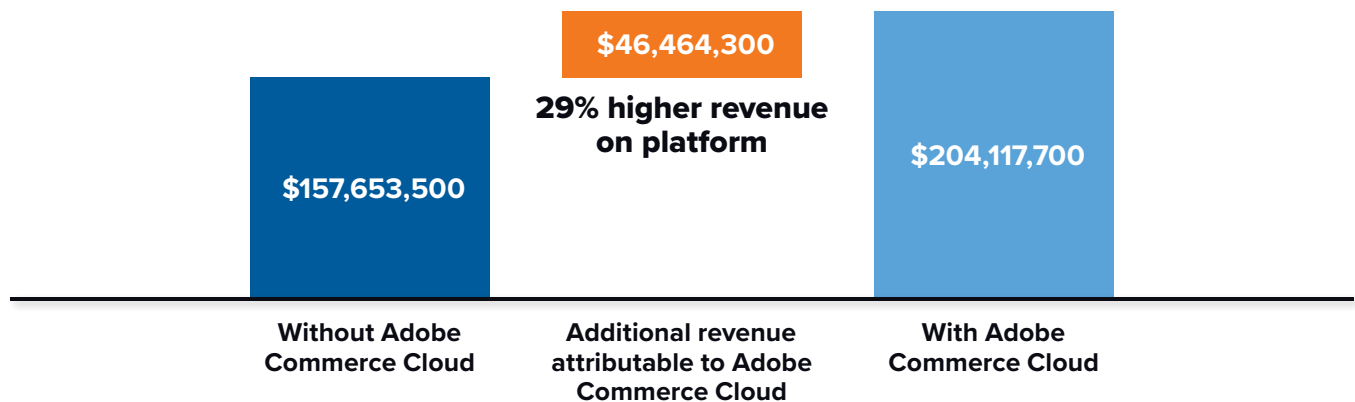 $46,464,300
29% higher revenue
on platform
$157,653,500
$204,117,700
Without Adobe
Commerce Cloud
Additional revenue
attributable to Adobe
Commerce Cloud
With Adobe
Commerce Cloud